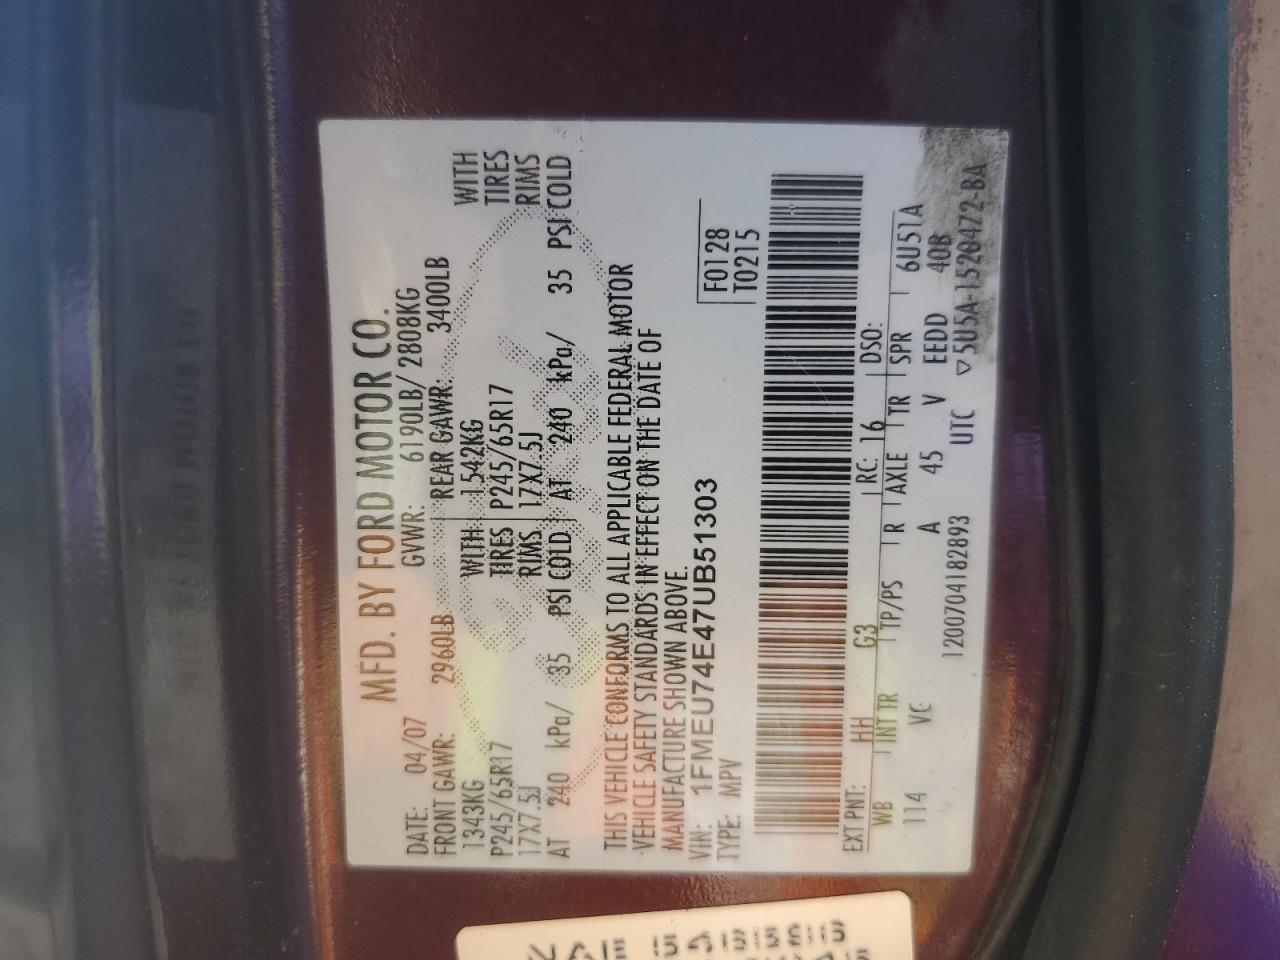 MFD. BY FORD MOTOR CO.
DATE: 04/07 GVWR: 6190LB/ 2808KG
FRONT GAWR: 2960LB REAR GAWR: 3400LB
1343KG WITH 1542KG WITH
P245/65R17 TIRES P245/65R17 TIRES
17X7.5J RIMS 17X7.5J RIMS
AT 240 kPa/ 35 PSI COLD AT 240 kPa/ 35 PSI COLD
THIS VEHICLE CONFORMS TO ALL APPLICABLE FEDERAL MOTOR
VEHICLE SAFETY STANDARDS IN EFFECT ON THE DATE OF
MANUFACTURE SHOWN ABOVE.
VIN: 1FMEU74E47UB51303 F0128
TYPE: MPV T0215
EXT PNT: HH G3 RC: 16 DSO:
WB INT TR TP/PS R AXLE TR SPR 6U51A
114 VC A 45 V EEDD 40B
1200704182893 UTC ▽5U5A-1520472-BA